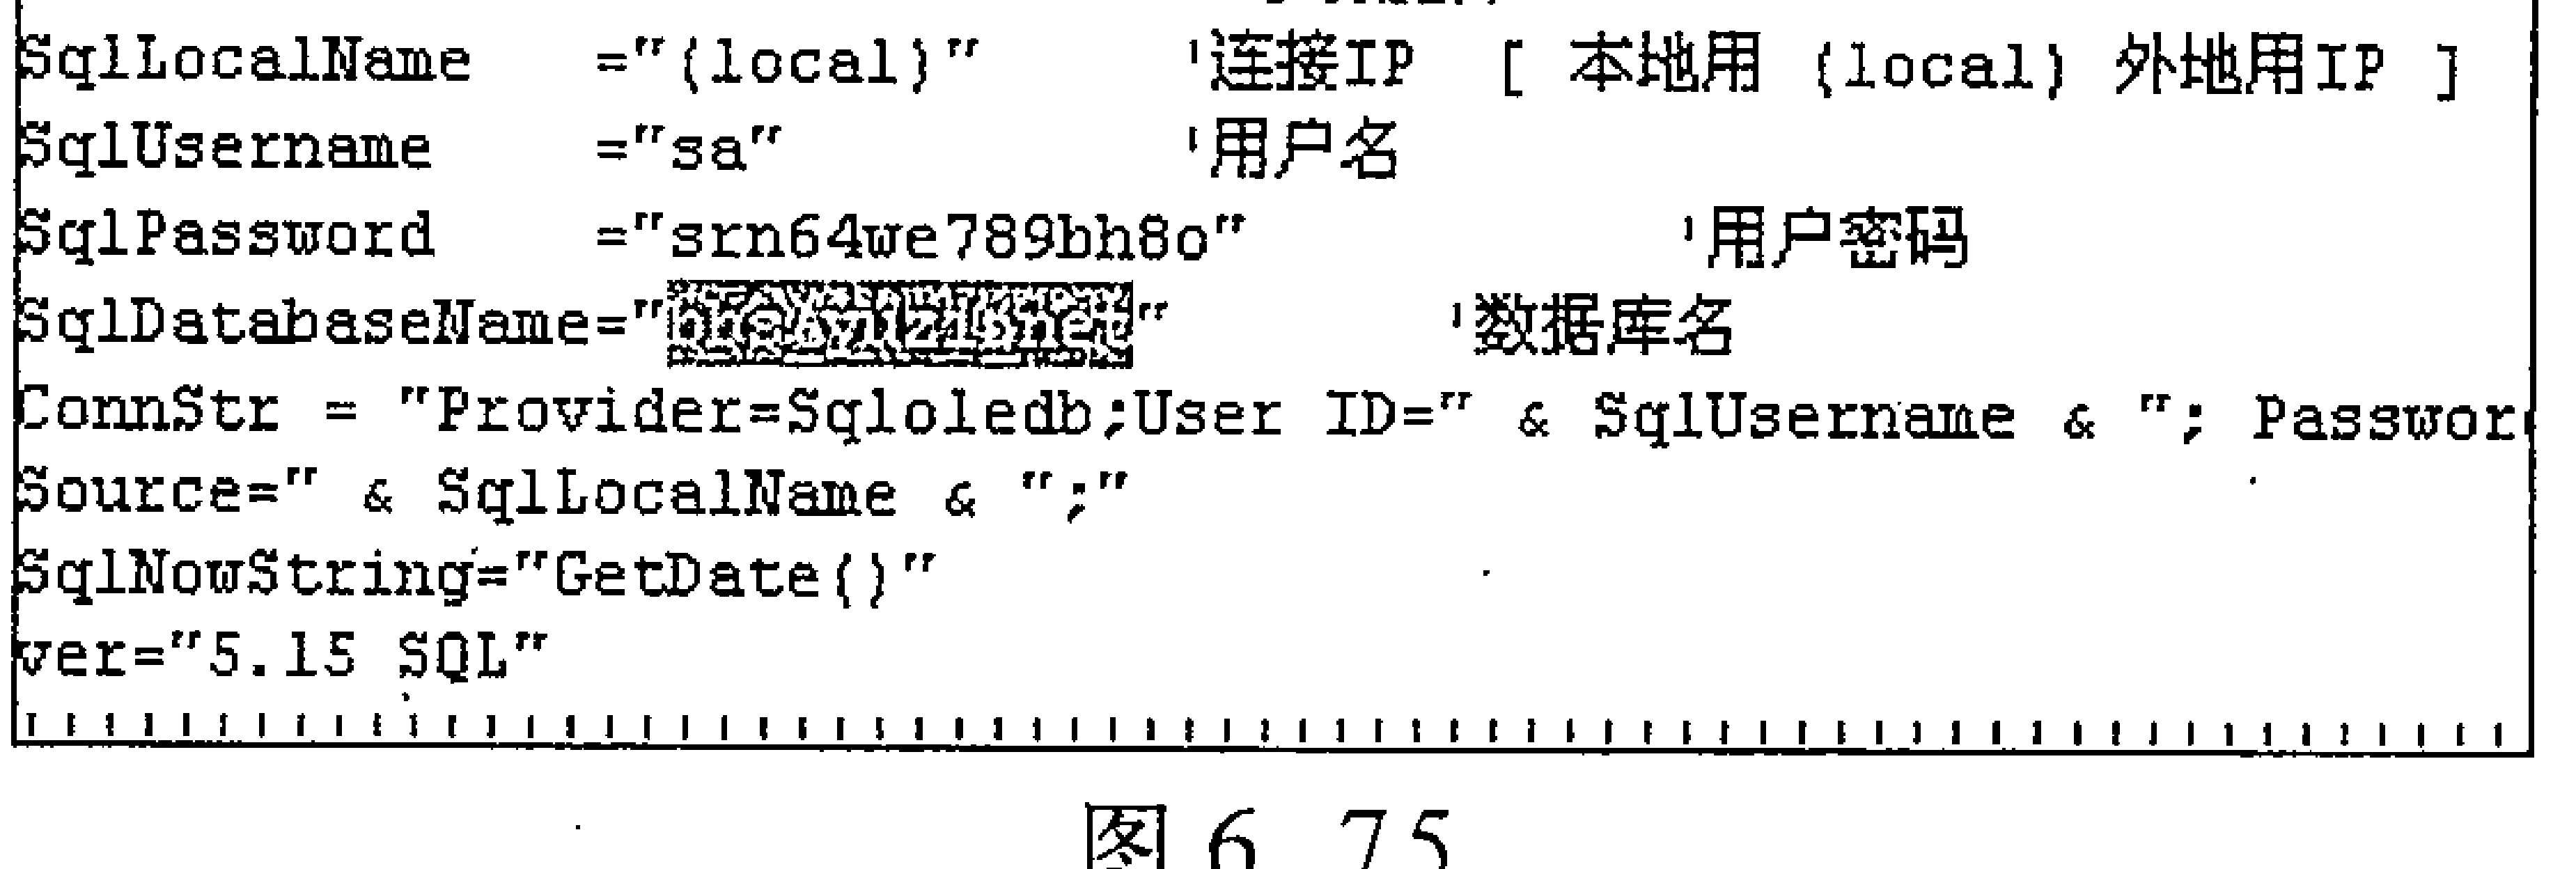 SqlLocalName ="(local)" '连接IP [ 本地用 (local) 外地用IP ]
SqlUsername ="sa" '用户名
SqlPassword ="srn64we789bh8o" '用户密码
SqlDatabaseName=" " '数据库名
ConnStr = "Provider=Sqloledb;User ID=" & SqlUsername & "; Passwor
Source=" & SqlLocalName & ";"
SqlNowString="GetDate()"
ver="5.15 SQL"
图 6 75